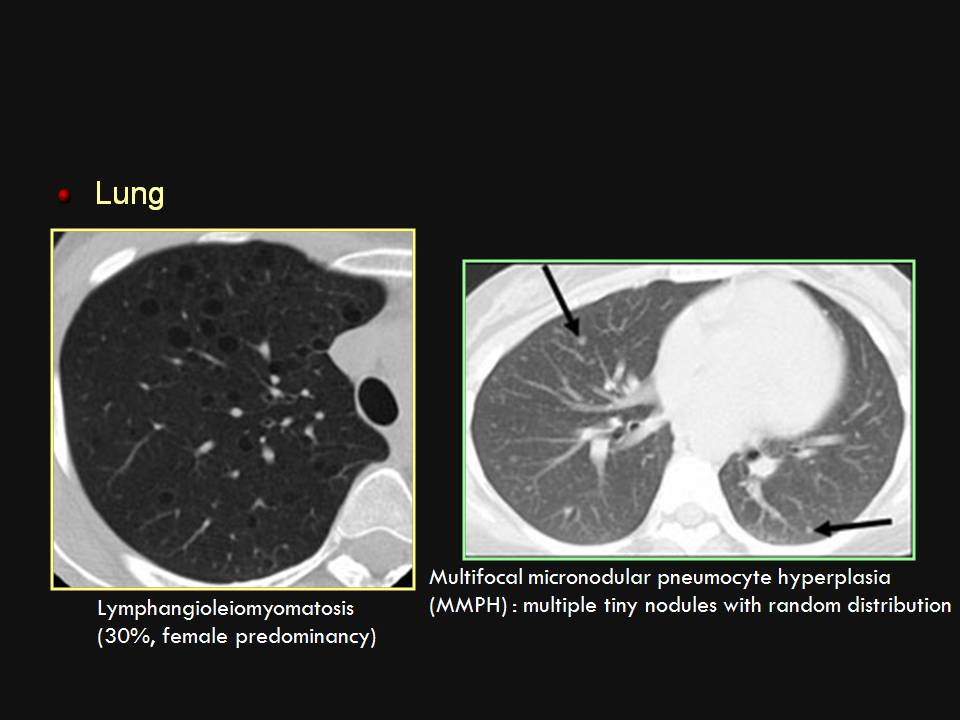 Lung
Lymphangioleiomyomatosis
(30%, female predominancy)
Multifocal micronodular pneumocyte hyperplasia
(MMPH) : multiple tiny nodules with random distribution